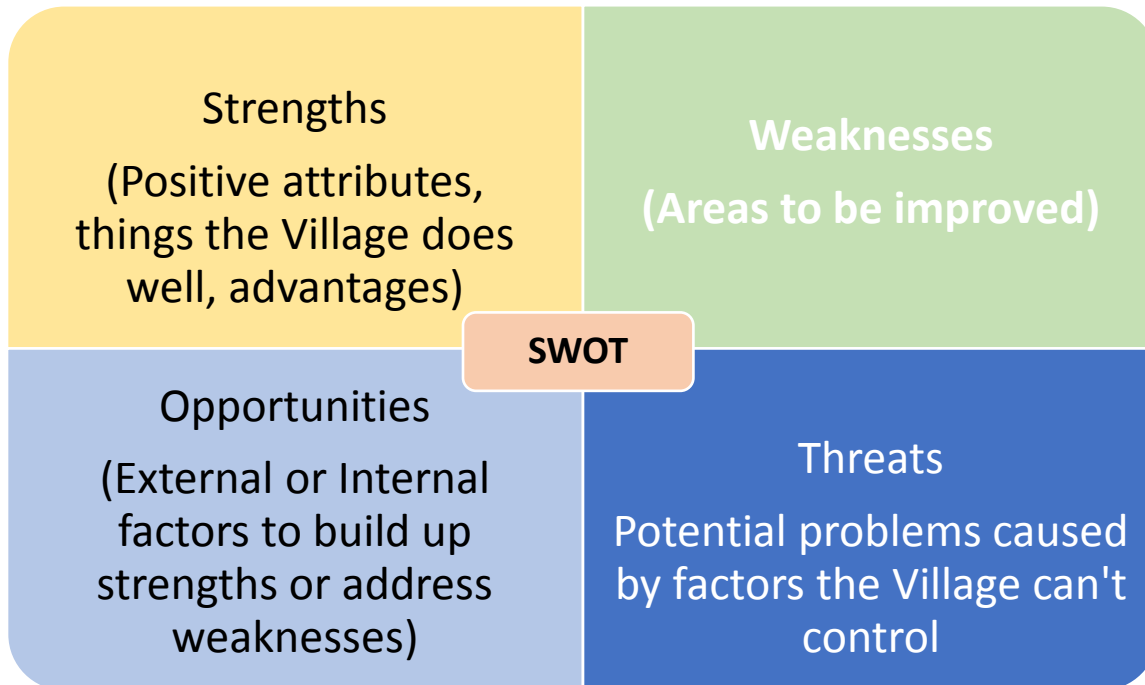 Strengths
(Positive attributes,
things the Village does
well, advantages)
Weaknesses
(Areas to be improved)
SWOT
Opportunities
(External or Internal
factors to build up
strengths or address
weaknesses)
Threats
Potential problems caused
by factors the Village can't
control